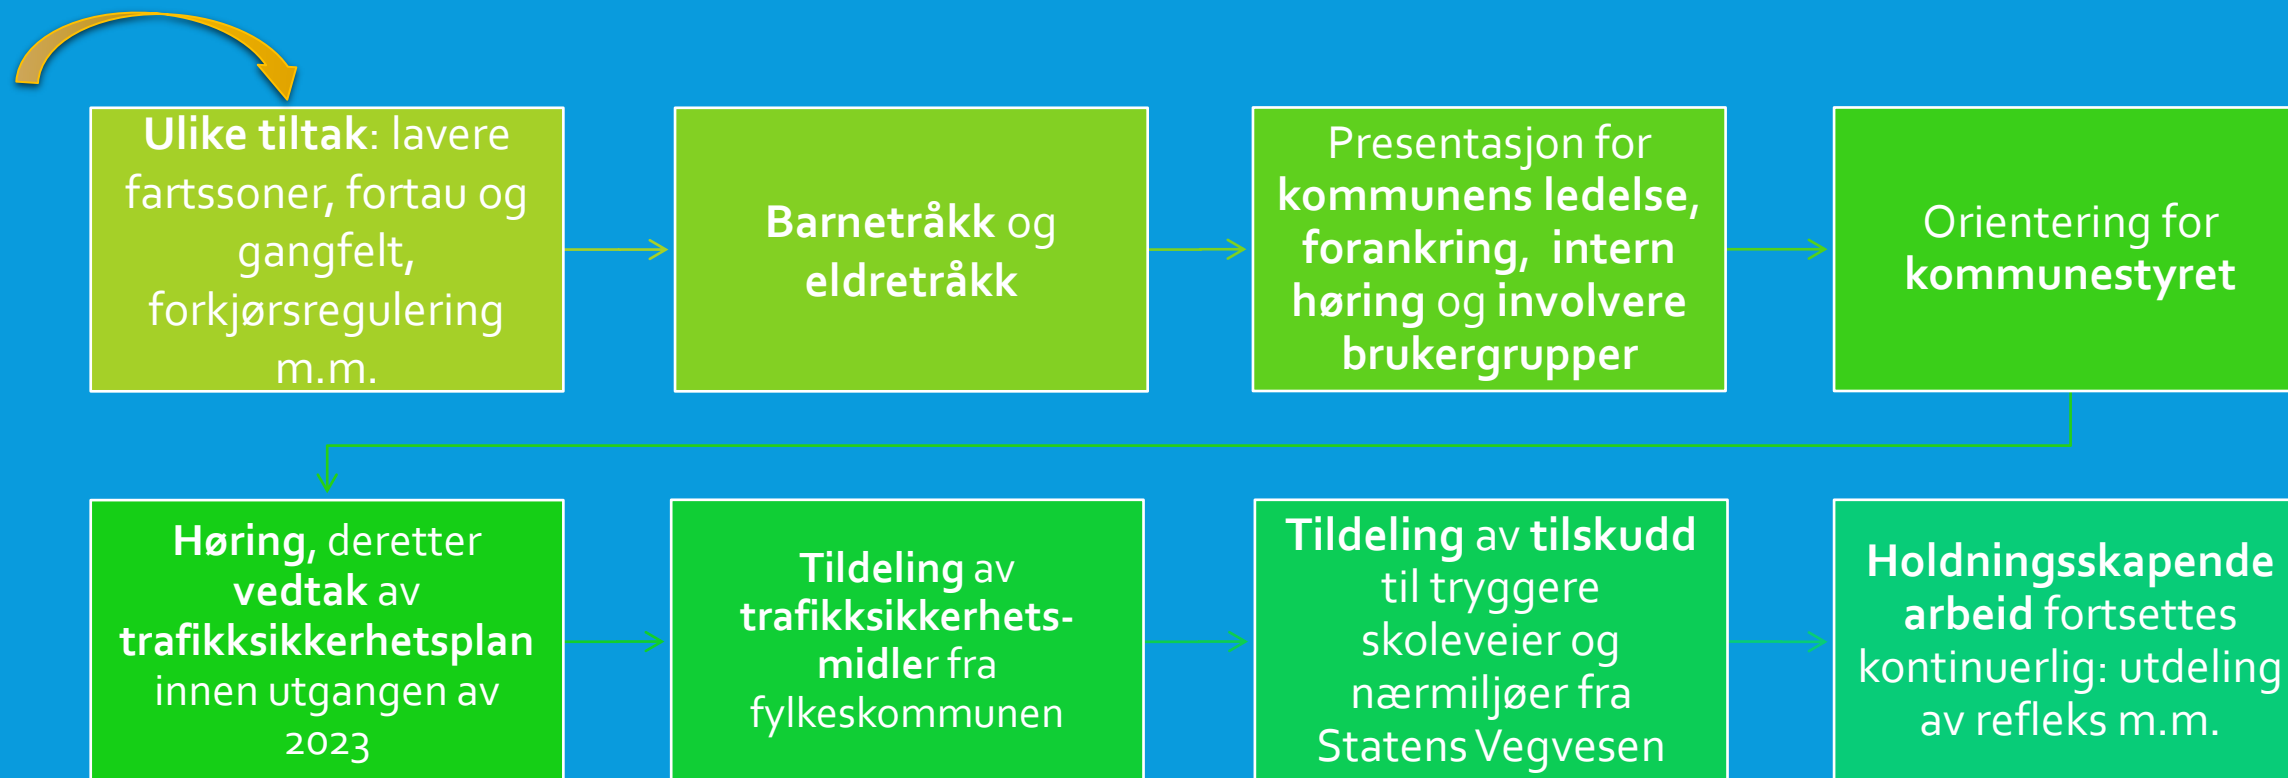 Ulike tiltak: lavere
fartssoner, fortau og
gangfelt,
forkjørsregulering
m.m.
Barnetråkk og
eldretråkk
Presentasjon for
kommunens ledelse,
forankring, intern
høring og involvere
brukergrupper
Orientering for
kommunestyret
Høring, deretter
vedtak av
trafikksikkerhetsplan
innen utgangen av
2023
Tildeling av
trafikksikkerhets-
midler fra
fylkeskommunen
Tildeling av tilskudd
til tryggere
skoleveier og
nærmiljøer fra
Statens Vegvesen
Holdningsskapende
arbeid fortsettes
kontinuerlig: utdeling
av refleks m.m.